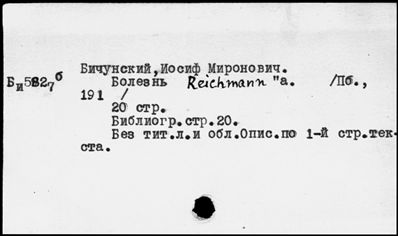 Бичунский,Иосиф Миронович.
Би5827б
Болезнь Reichmann "а. /Пб.,
191 /
20 стр.
Библиогр.стр.20.
Без тит.л.и обл.Опис.по 1-й стр.тек-
ста.